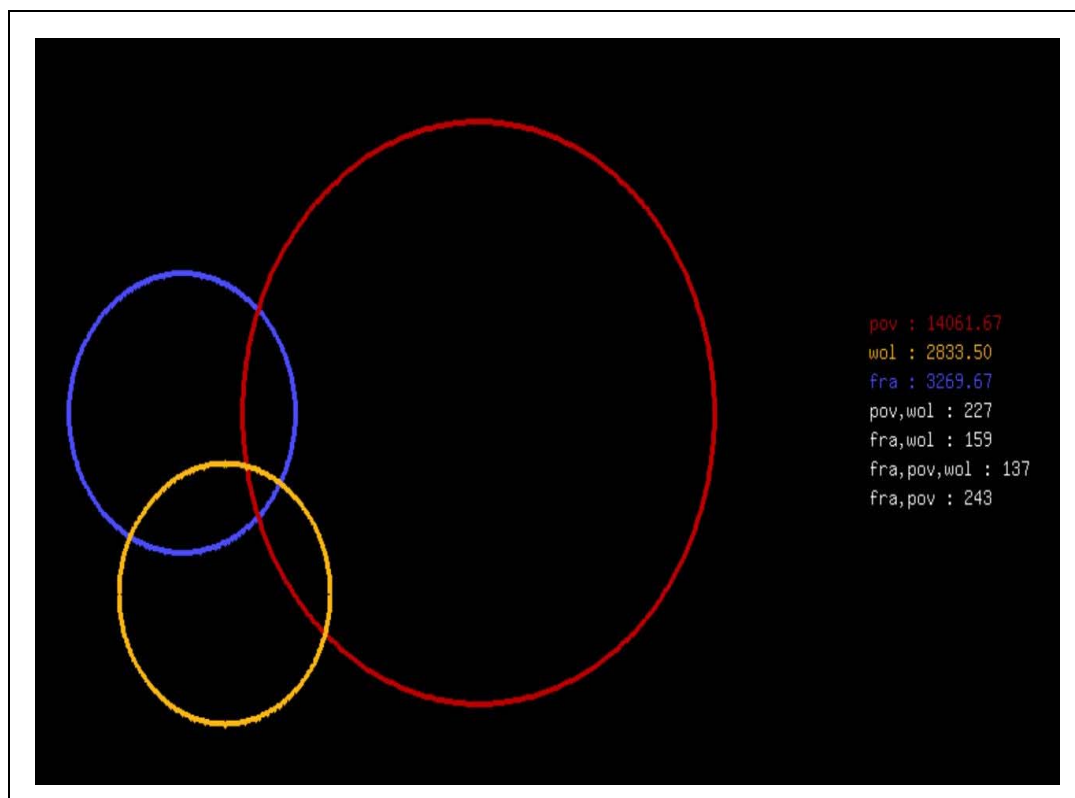 pov : 14061.67
wol : 2833.50
fra : 3269.67
pov,wol : 227
fra,wol : 159
fra,pov,wol : 137
fra,pov : 243